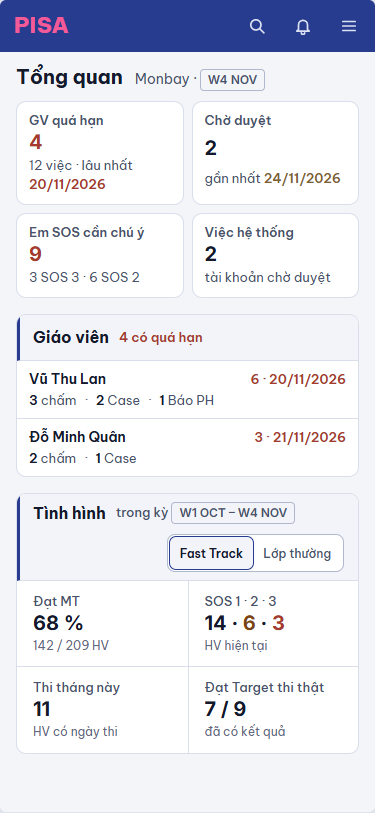 PISA
Tổng quan Monbay · W4 NOV
GV quá hạn
4
12 việc · lâu nhất
20/11/2026
Chờ duyệt
2
gần nhất 24/11/2026
Em SOS cần chú ý
9
3 SOS 3 · 6 SOS 2
Việc hệ thống
2
tài khoản chờ duyệt
Giáo viên 4 có quá hạn
Vũ Thu Lan 6 · 20/11/2026
3 chấm · 2 Case · 1 Báo PH
Đỗ Minh Quân 3 · 21/11/2026
2 chấm · 1 Case
Tình hình trong kỳ W1 OCT – W4 NOV
Fast Track Lớp thường
Đạt MT
68 %
142 / 209 HV
SOS 1 · 2 · 3
14 · 6 · 3
HV hiện tại
Thi tháng này
11
HV có ngày thi
Đạt Target thi thật
7 / 9
đã có kết quả